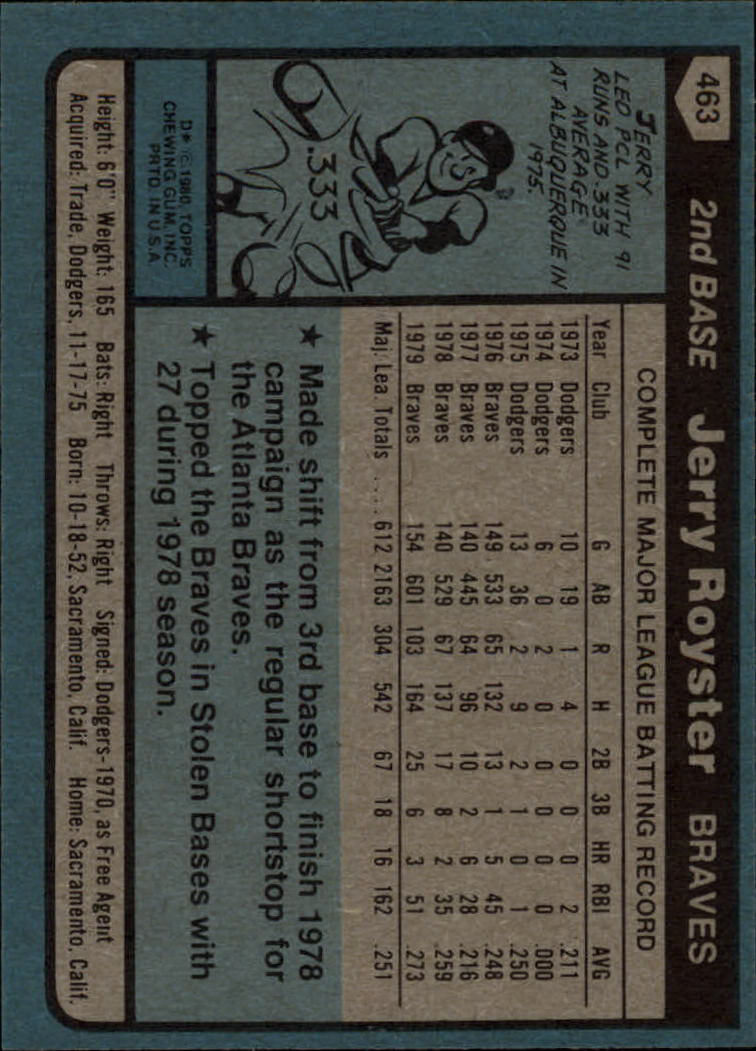 463
2nd BASE Jerry Royster BRAVES
JERRY
LED PCL WITH 91
RUNS AND .333
AVERAGE
AT ALBUQUERQUE IN
1975.
.333
D* © 1980 TOPPS
CHEWING GUM, INC.
PRTD IN U.S.A.
COMPLETE MAJOR LEAGUE BATTING RECORD
Year Club G AB R H 2B 3B HR RBI AVG
1973 Dodgers 10 19 1 4 0 0 0 2 .211
1974 Dodgers 6 0 2 0 0 0 0 0 .000
1975 Dodgers 13 36 2 9 2 1 0 1 .250
1976 Braves 149 533 65 132 13 1 5 45 .248
1977 Braves 140 445 64 96 10 2 6 28 .216
1978 Braves 140 529 67 137 17 8 2 35 .259
1979 Braves 154 601 103 164 25 6 3 51 .273
Maj. Lea. Totals .... 612 2163 304 542 67 18 16 162 .251
★ Made shift from 3rd base to finish 1978
campaign as the regular shortstop for
the Atlanta Braves.
★ Topped the Braves in Stolen Bases with
27 during 1978 season.
Height: 6'0" Weight: 165 Bats: Right Throws: Right Signed: Dodgers-1970, as Free Agent
Acquired: Trade, Dodgers, 11-17-75 Born: 10-18-52, Sacramento, Calif. Home: Sacramento, Calif.